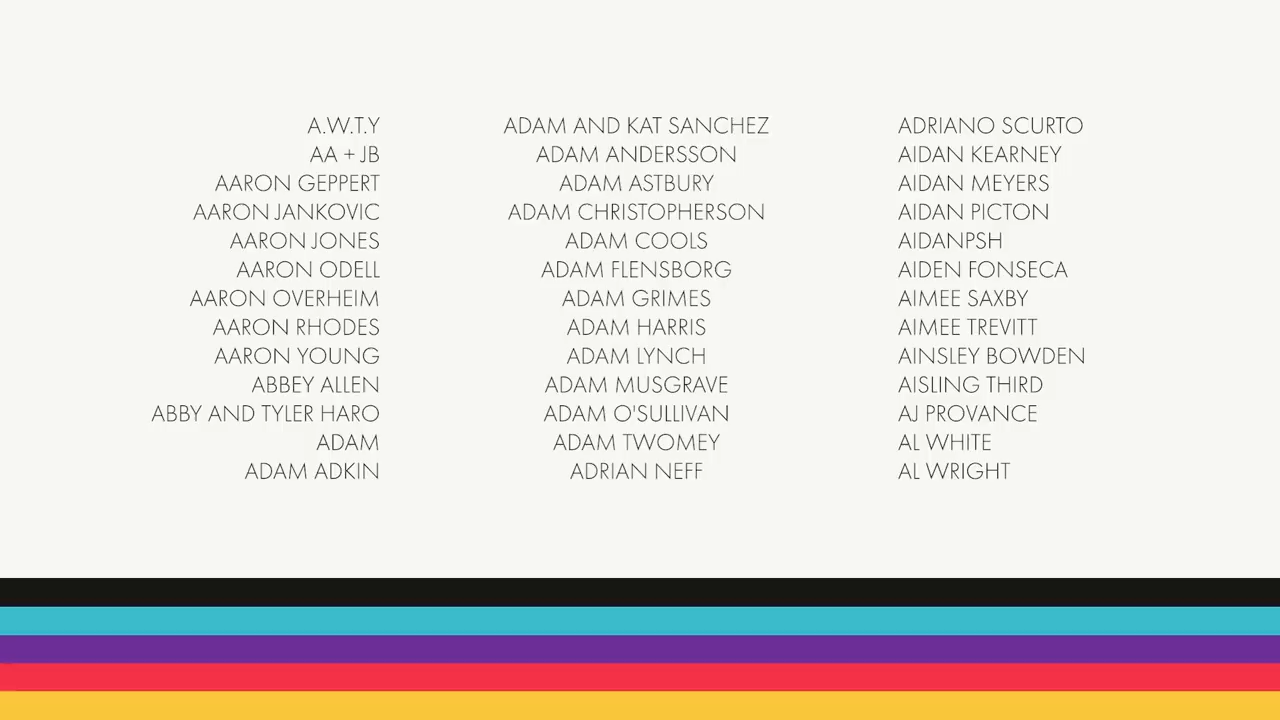 A.W.T.Y
AA + JB
AARON GEPPERT
AARON JANKOVIC
AARON JONES
AARON ODELL
AARON OVERHEIM
AARON RHODES
AARON YOUNG
ABBEY ALLEN
ABBY AND TYLER HARO
ADAM
ADAM ADKIN
ADAM AND KAT SANCHEZ
ADAM ANDERSSON
ADAM ASTBURY
ADAM CHRISTOPHERSON
ADAM COOLS
ADAM FLENSBORG
ADAM GRIMES
ADAM HARRIS
ADAM LYNCH
ADAM MUSGRAVE
ADAM O'SULLIVAN
ADAM TWOMEY
ADRIAN NEFF
ADRIANO SCURTO
AIDAN KEARNEY
AIDAN MEYERS
AIDAN PICTON
AIDANPSH
AIDEN FONSECA
AIMEE SAXBY
AIMEE TREVITT
AINSLEY BOWDEN
AISLING THIRD
AJ PROVANCE
AL WHITE
AL WRIGHT